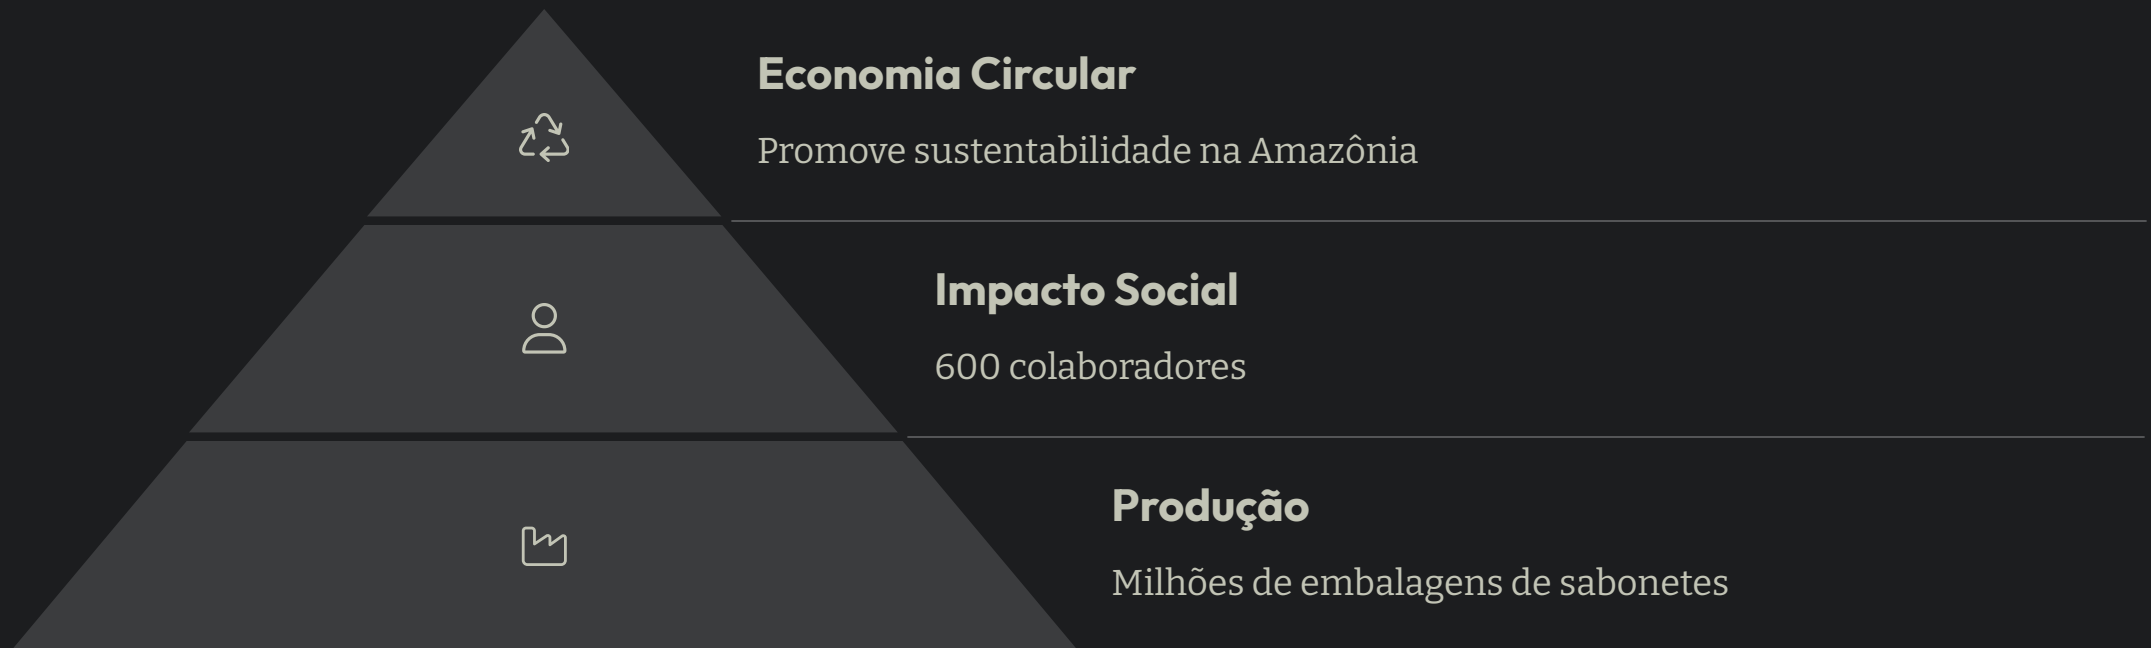 Economia Circular
Promove sustentabilidade na Amazônia
Impacto Social
600 colaboradores
Produção
Milhões de embalagens de sabonetes